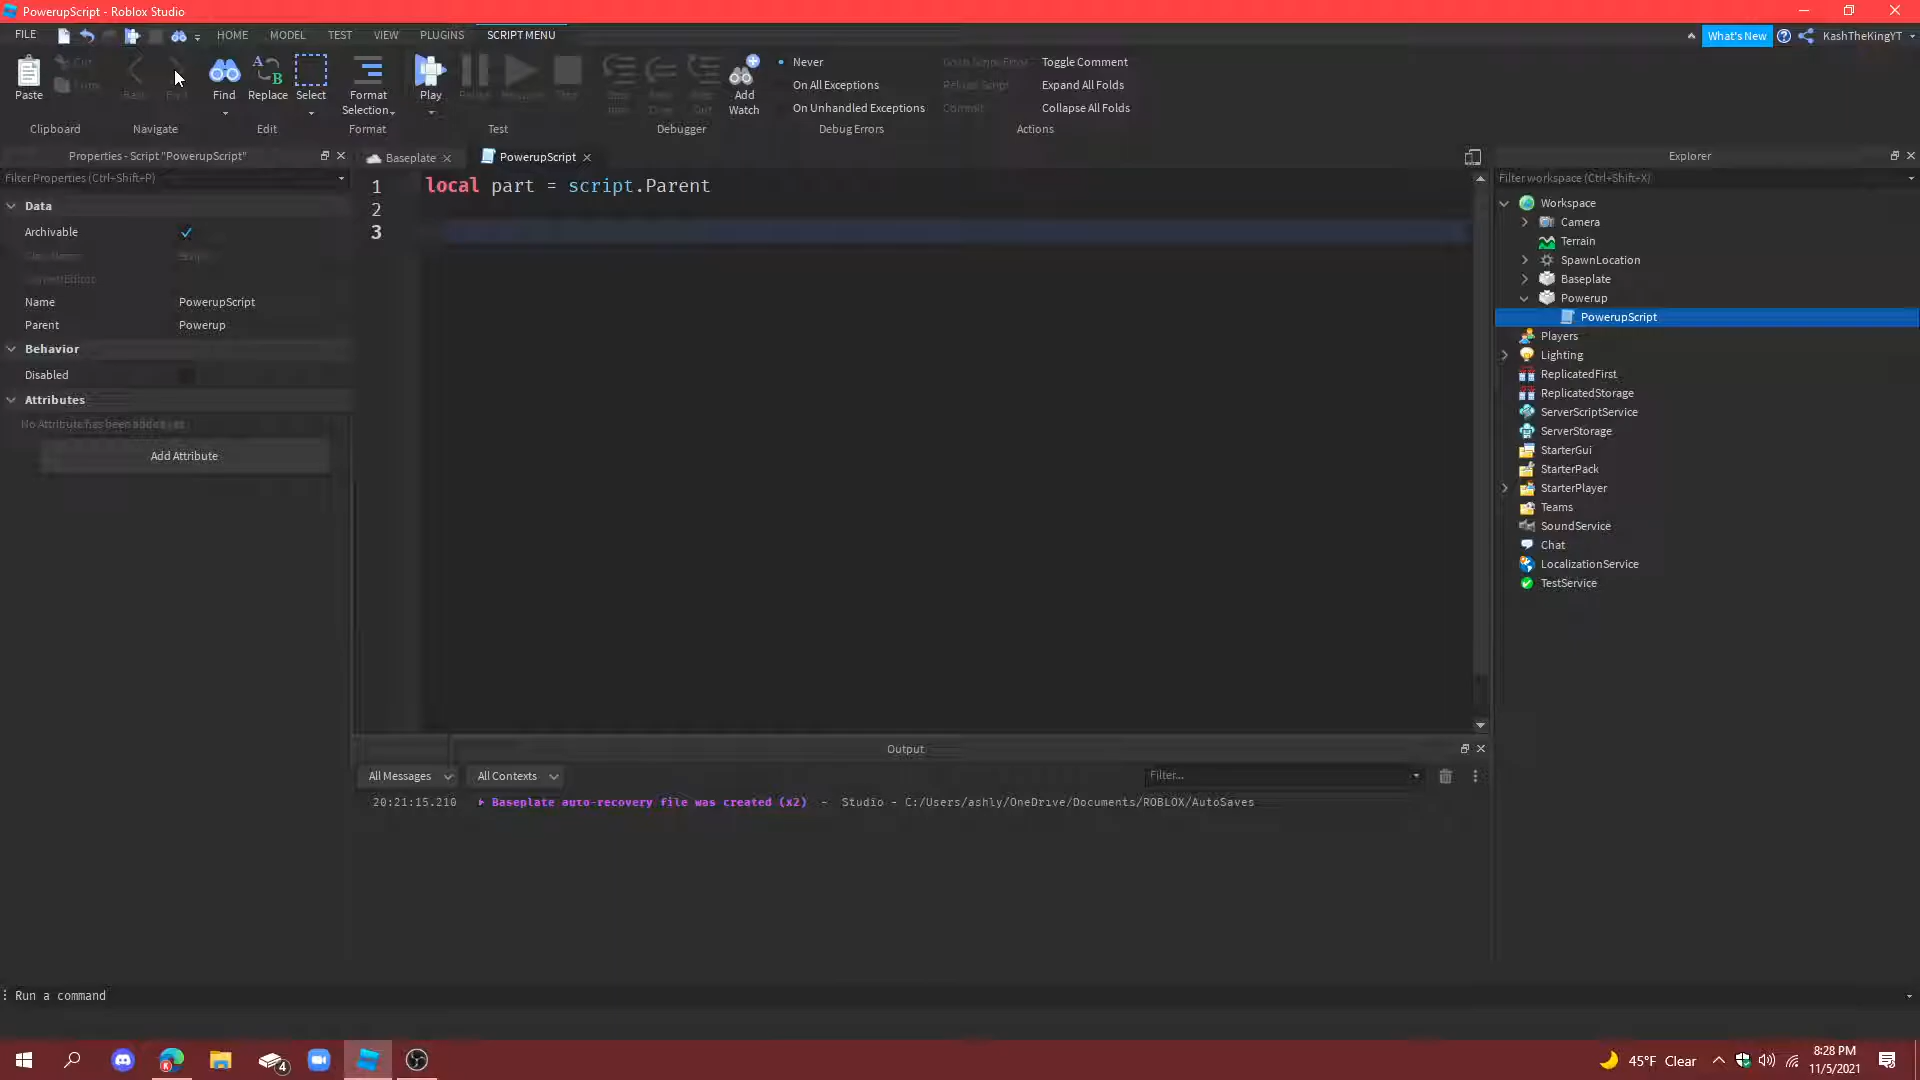 PowerupScript - Roblox Studio
FILE HOME MODEL TEST VIEW PLUGINS SCRIPT MENU What's New KashTheKingYT
Paste Find Replace Select Format Selection Play Add Watch
Never
On All Exceptions
On Unhandled Exceptions
Toggle Comment
Expand All Folds
Collapse All Folds
Clipboard Navigate Edit Format Test Debugger Debug Errors Actions
Properties - Script "PowerupScript"
Filter Properties (Ctrl+Shift+P)
Data
Archivable
Name PowerupScript
Parent Powerup
Behavior
Disabled
Attributes
No Attribute has been added yet
Add Attribute
Baseplate PowerupScript
1 local part = script.Parent
2
3
Output
All Messages All Contexts Filter...
20:21:15.210 Baseplate auto-recovery file was created (x2) - Studio - C:/Users/ashly/OneDrive/Documents/ROBLOX/AutoSaves
Explorer
Filter workspace (Ctrl+Shift+X)
Workspace
Camera
Terrain
SpawnLocation
Baseplate
Powerup
PowerupScript
Players
Lighting
ReplicatedFirst
ReplicatedStorage
ServerScriptService
ServerStorage
StarterGui
StarterPack
StarterPlayer
Teams
SoundService
Chat
LocalizationService
TestService
Run a command
4
45°F Clear
8:28 PM
11/5/2021